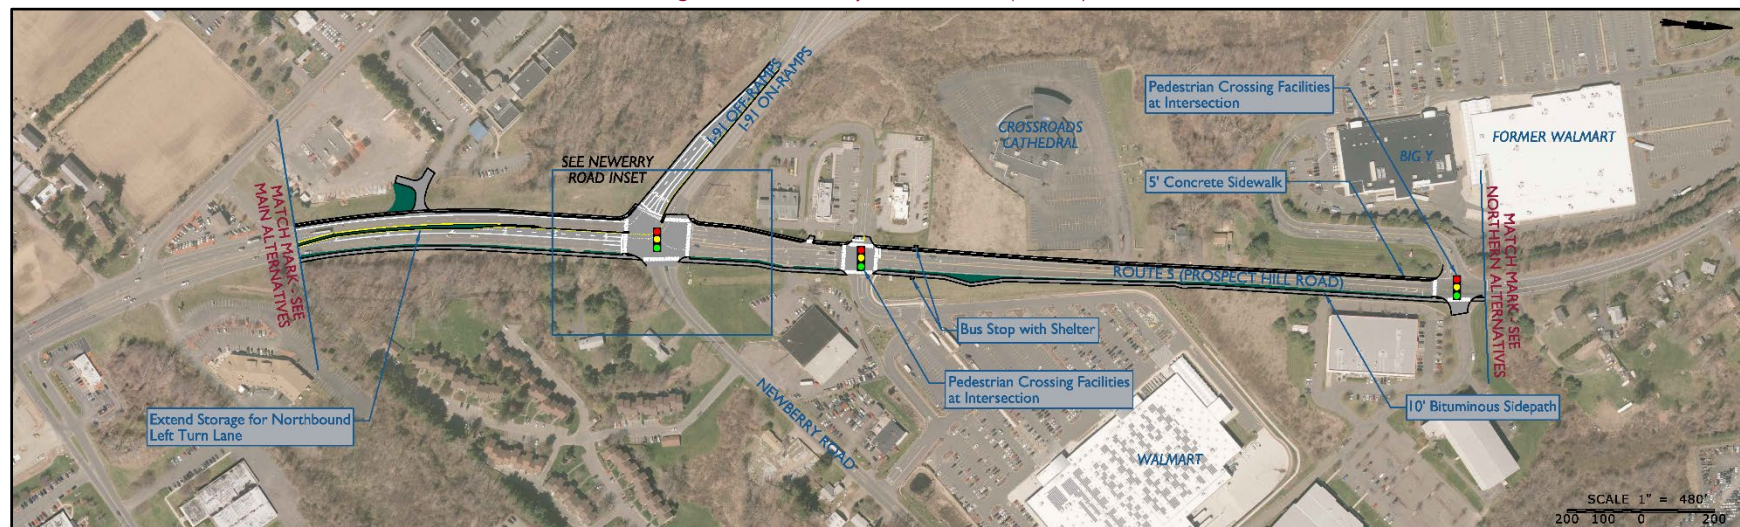 I-91 OFF-RAMPS
I-91 ON-RAMPS
Pedestrian Crossing Facilities
at Intersection
CROSSROADS
CATHEDRAL
BIG Y
FORMER WALMART
SEE NEWERRY
ROAD INSET
5' Concrete Sidewalk
MATCH MARK - SEE
MAIN ALTERNATIVES
MATCH MARK - SEE
NORTHERN ALTERNATIVES
ROUTE 5 (PROSPECT HILL ROAD)
Bus Stop with Shelter
Pedestrian Crossing Facilities
at Intersection
10' Bituminous Sidepath
Extend Storage for Northbound
Left Turn Lane
NEWBERRY ROAD
WALMART
SCALE 1" = 480'
200 100 0 200